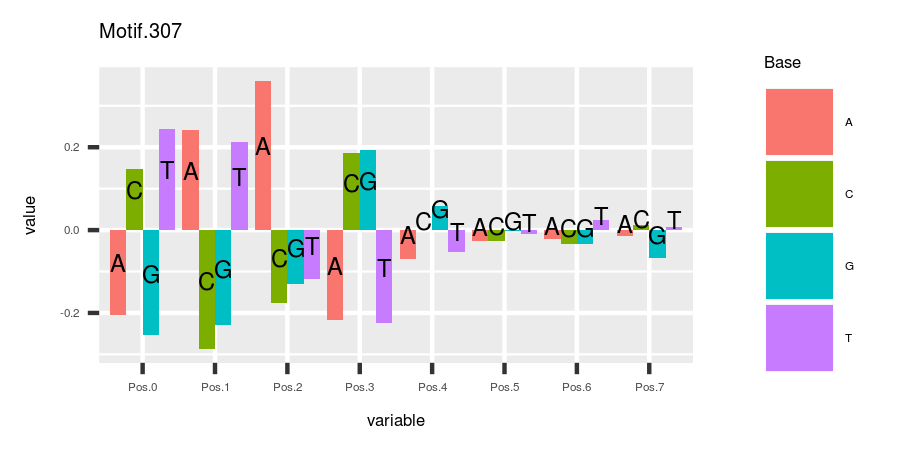 Motif.307
value
0.2
0.0
-0.2
A C G T A C G T A C G T A C G T A C G T A C G T A C G T A C G T
Pos.0 Pos.1 Pos.2 Pos.3 Pos.4 Pos.5 Pos.6 Pos.7
variable
Base
A
C
G
T